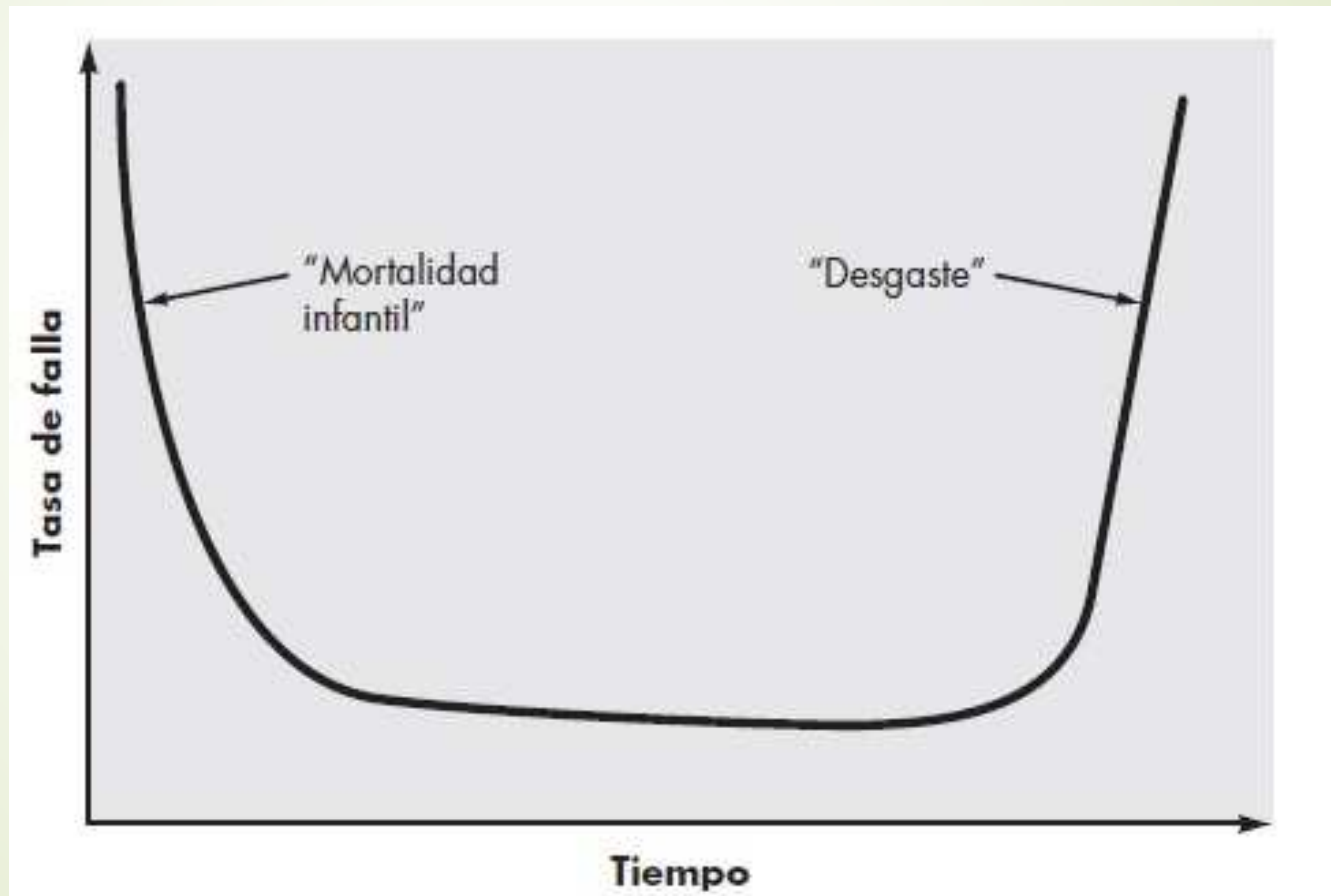 "Mortalidad
infantil"
"Desgaste"
Tasa de falla
Tiempo